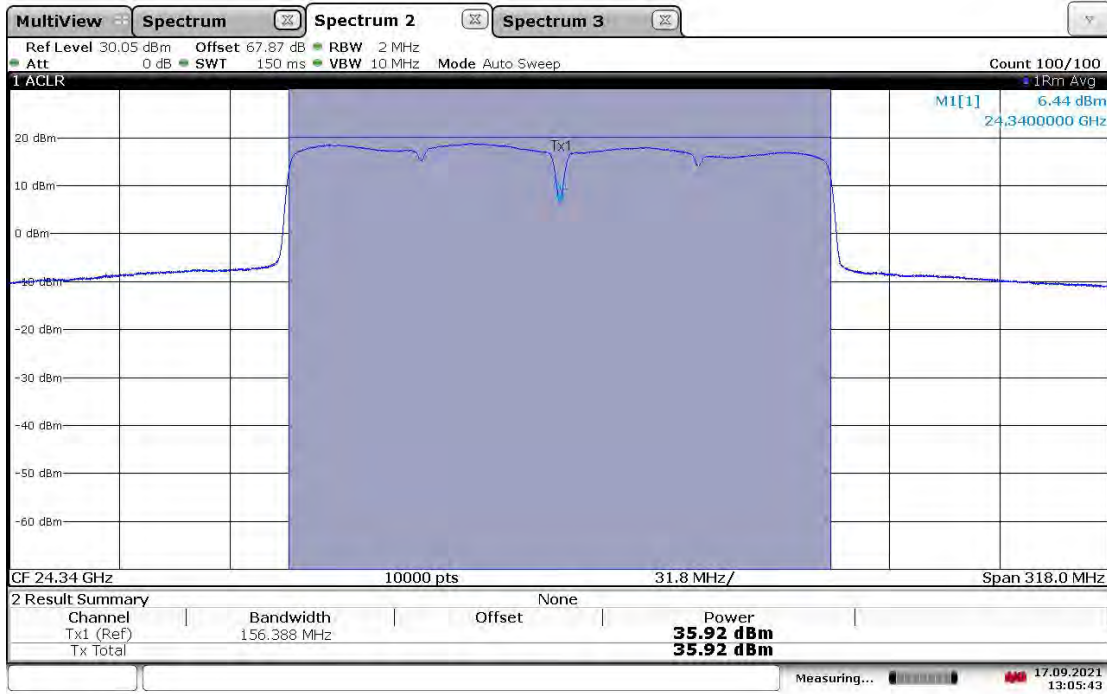 MultiView Spectrum Spectrum 2 Spectrum 3
Ref Level 30.05 dBm Offset 67.87 dB RBW 2 MHz
Att 0 dB SWT 150 ms VBW 10 MHz Mode Auto Sweep Count 100/100
1 ACLR 1Rm Avg
M1[1] 6.44 dBm
24.3400000 GHz
20 dBm
Tx1
10 dBm
0 dBm
-10 dBm
-20 dBm
-30 dBm
-40 dBm
-50 dBm
-60 dBm
CF 24.34 GHz 10000 pts 31.8 MHz/ Span 318.0 MHz
2 Result Summary None
Channel Bandwidth Offset Power
Tx1 (Ref) 156.388 MHz 35.92 dBm
Tx Total 35.92 dBm
Measuring... 17.09.2021
13:05:43